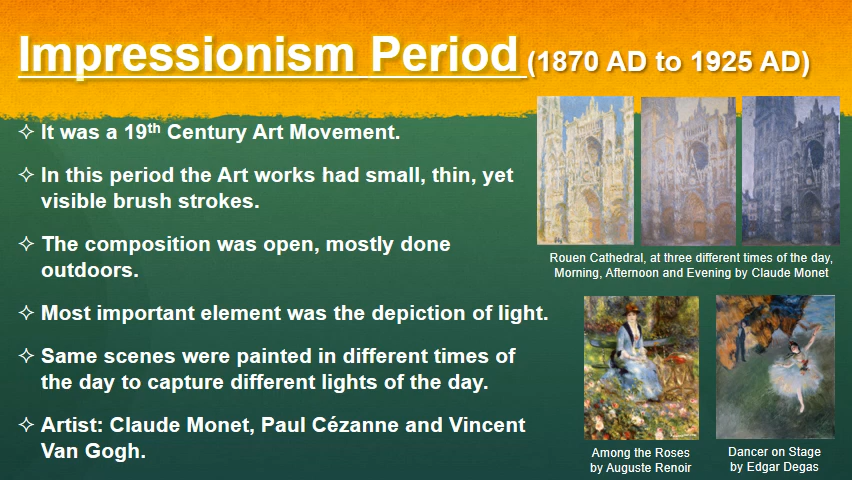 Impressionism Period (1870 AD to 1925 AD)
✧ It was a 19th Century Art Movement.
✧ In this period the Art works had small, thin, yet
visible brush strokes.
✧ The composition was open, mostly done
outdoors.
✧ Most important element was the depiction of light.
✧ Same scenes were painted in different times of
the day to capture different lights of the day.
✧ Artist: Claude Monet, Paul Cézanne and Vincent
Van Gogh.
Rouen Cathedral, at three different times of the day,
Morning, Afternoon and Evening by Claude Monet
Among the Roses
by Auguste Renoir
Dancer on Stage
by Edgar Degas